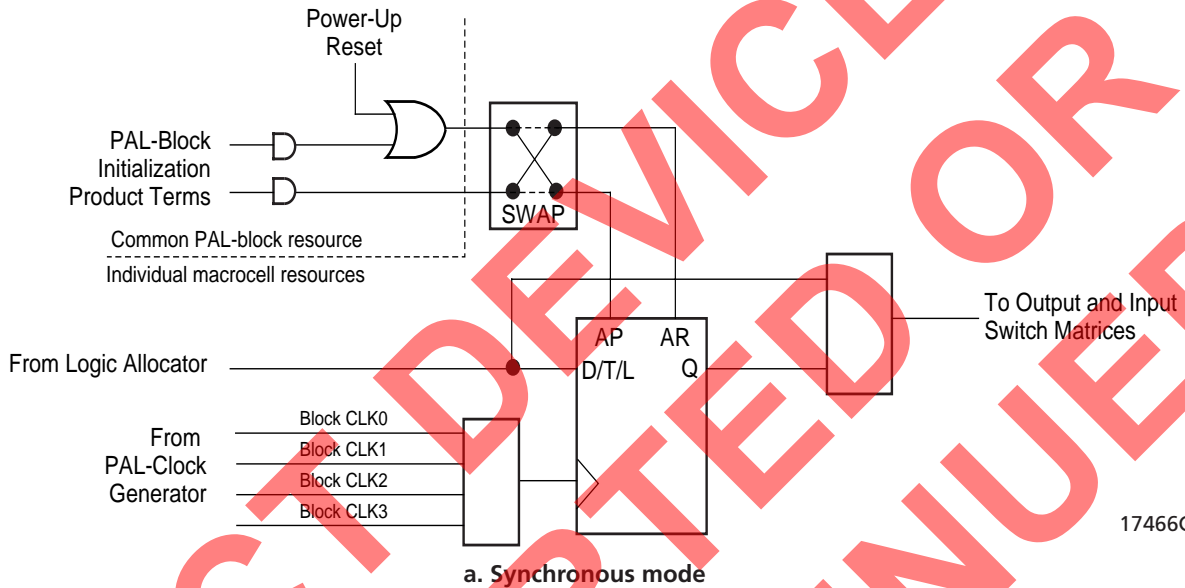 Power-Up
Reset
PAL-Block
Initialization
Product Terms
SWAP
Common PAL-block resource
Individual macrocell resources
To Output and Input
Switch Matrices
AP AR
From Logic Allocator
D/T/L Q
Block CLK0
From
Block CLK1
PAL-Clock
Block CLK2
Generator
Block CLK3
17466G
a. Synchronous mode